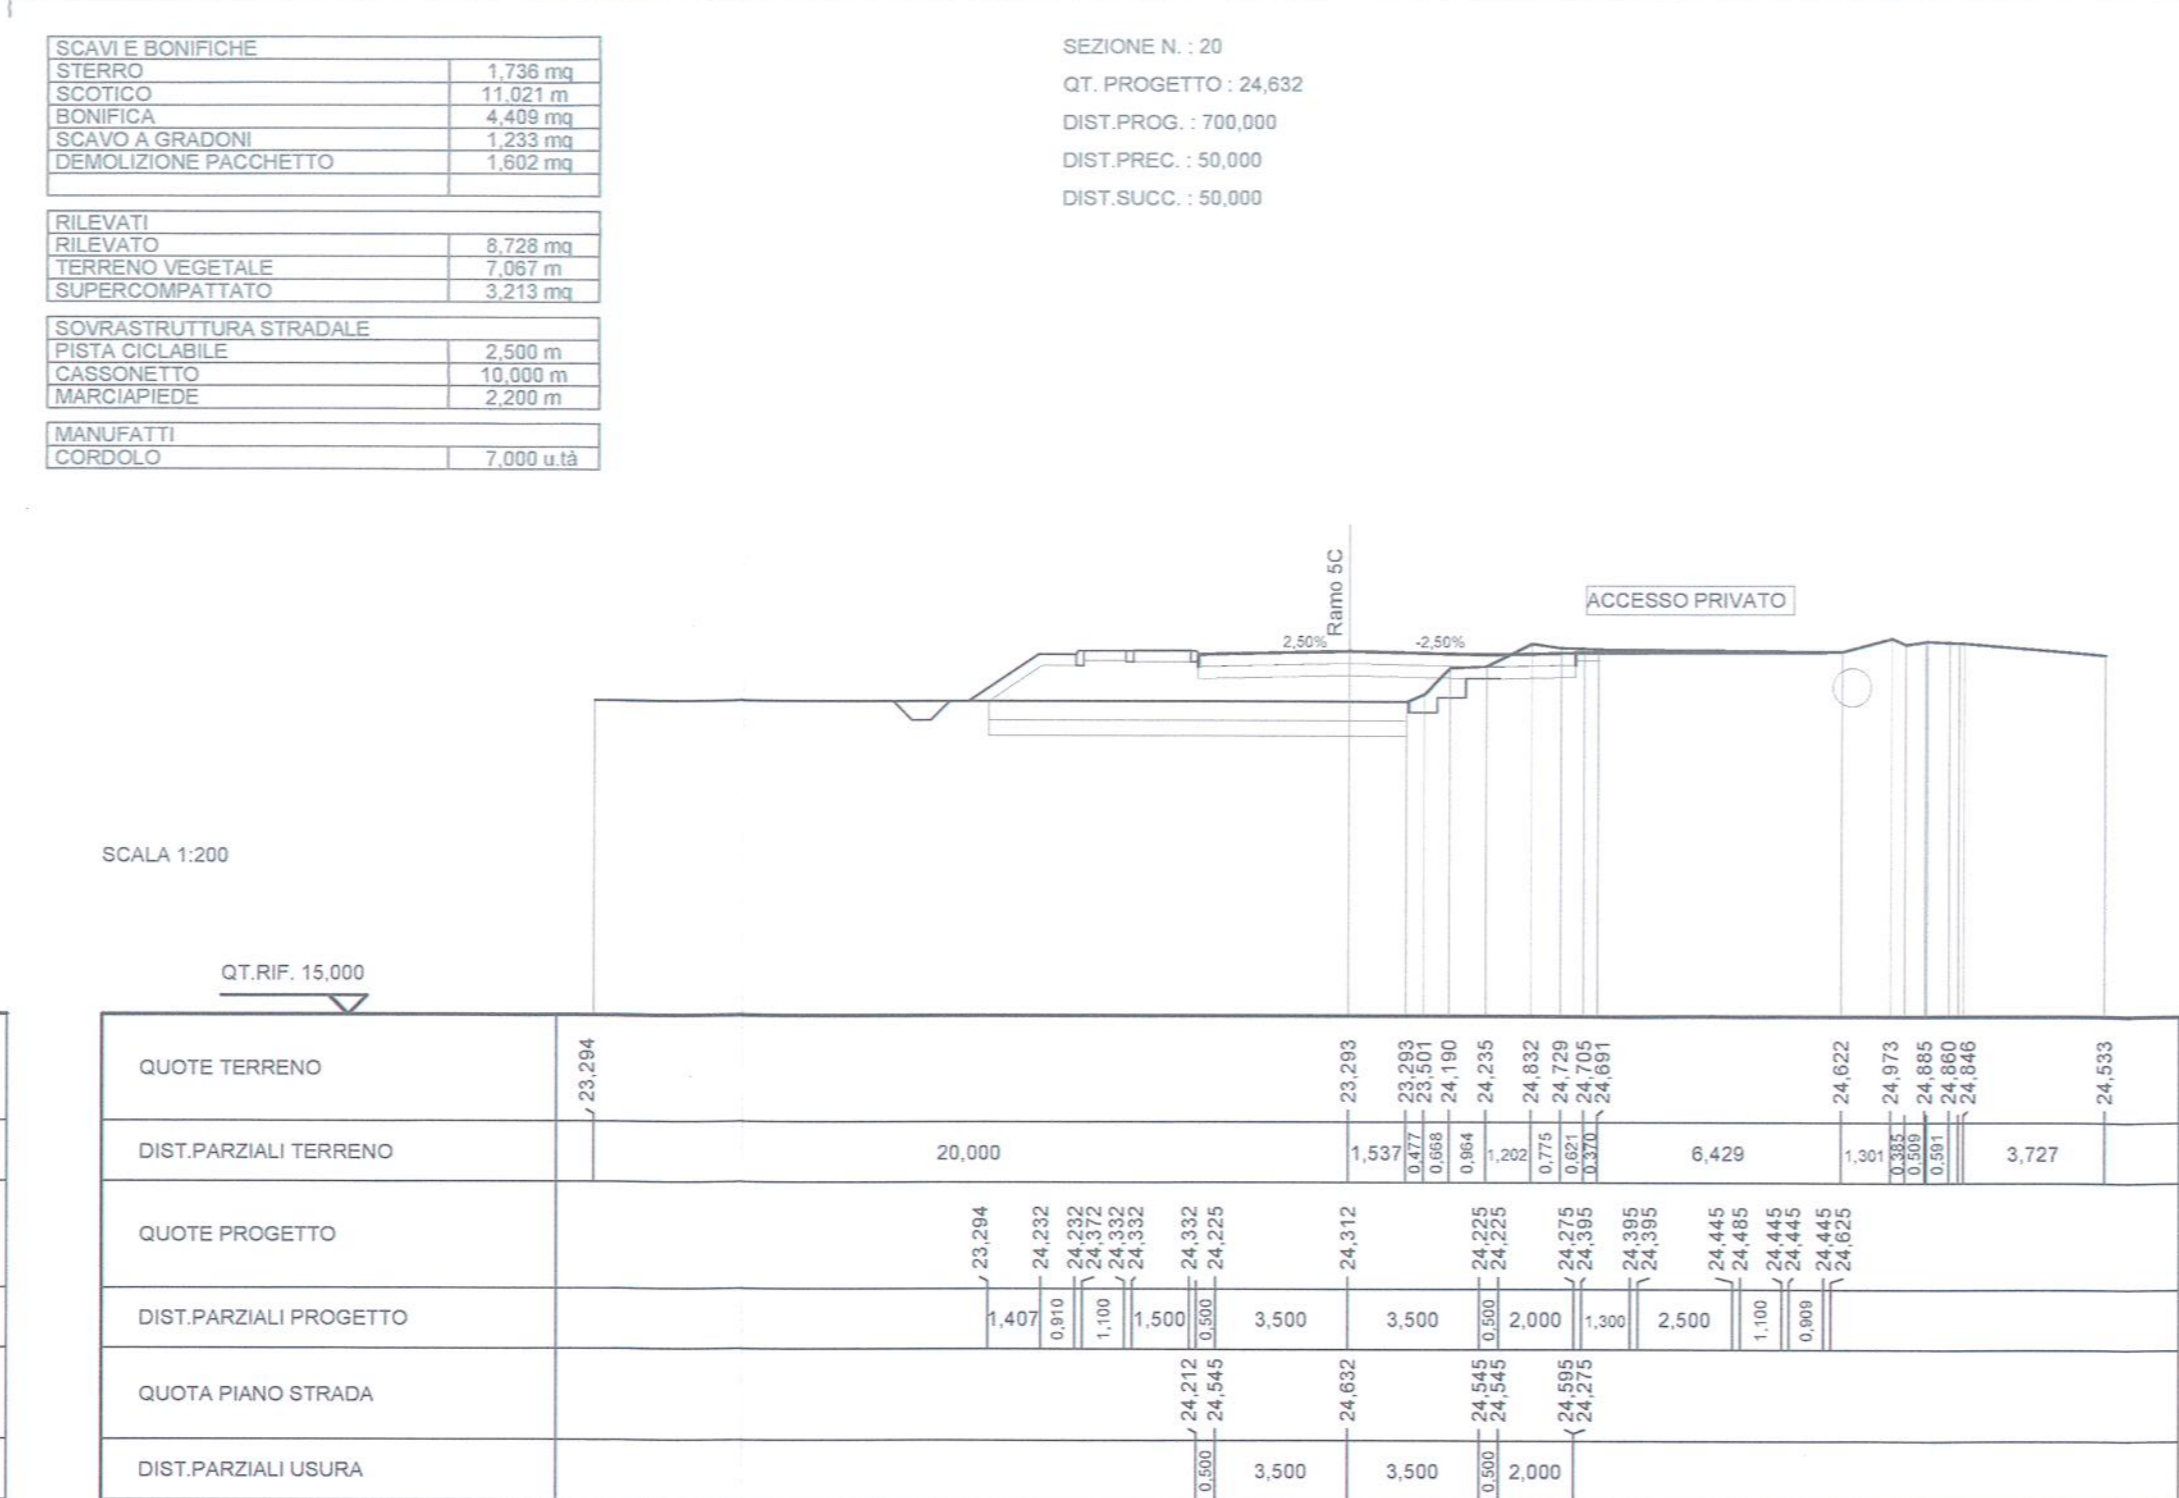 SCAVI E BONIFICHE
STERRO 1,736 mq
SCOTICO 11,021 m
BONIFICA 4,409 mq
SCAVO A GRADONI 1,233 mq
DEMOLIZIONE PACCHETTO 1,602 mq
RILEVATI
RILEVATO 8,728 mq
TERRENO VEGETALE 7,067 m
SUPERCOMPATTATO 3,213 mq
SOVRASTRUTTURA STRADALE
PISTA CICLABILE 2,500 m
CASSONETTO 10,000 m
MARCIAPIEDE 2,200 m
MANUFATTI
CORDOLO 7,000 u.tà
SEZIONE N. : 20
QT. PROGETTO : 24,632
DIST.PROG. : 700,000
DIST.PREC. : 50,000
DIST.SUCC. : 50,000
Ramo 5C
ACCESSO PRIVATO
2,50% -2,50%
SCALA 1:200
QT.RIF. 15,000
QUOTE TERRENO 23,294 23,293 23,293 23,501 24,190 24,235 24,832 24,729 24,705 24,691 24,622 24,973 24,885 24,860 24,846 24,533
DIST.PARZIALI TERRENO 20,000 1,537 0,477 0,668 0,964 1,202 0,775 0,621 0,370 6,429 1,301 0,385 0,509 0,591 3,727
QUOTE PROGETTO 23,294 24,232 24,232 24,372 24,332 24,332 24,332 24,225 24,312 24,225 24,225 24,275 24,395 24,395 24,395 24,445 24,485 24,445 24,445 24,445 24,625
DIST.PARZIALI PROGETTO 1,407 0,910 1,100 1,500 0,500 3,500 3,500 0,500 2,000 1,300 2,500 1,100 0,909
QUOTA PIANO STRADA 24,212 24,545 24,632 24,545 24,545 24,595 24,275
DIST.PARZIALI USURA 0,500 3,500 3,500 0,500 2,000